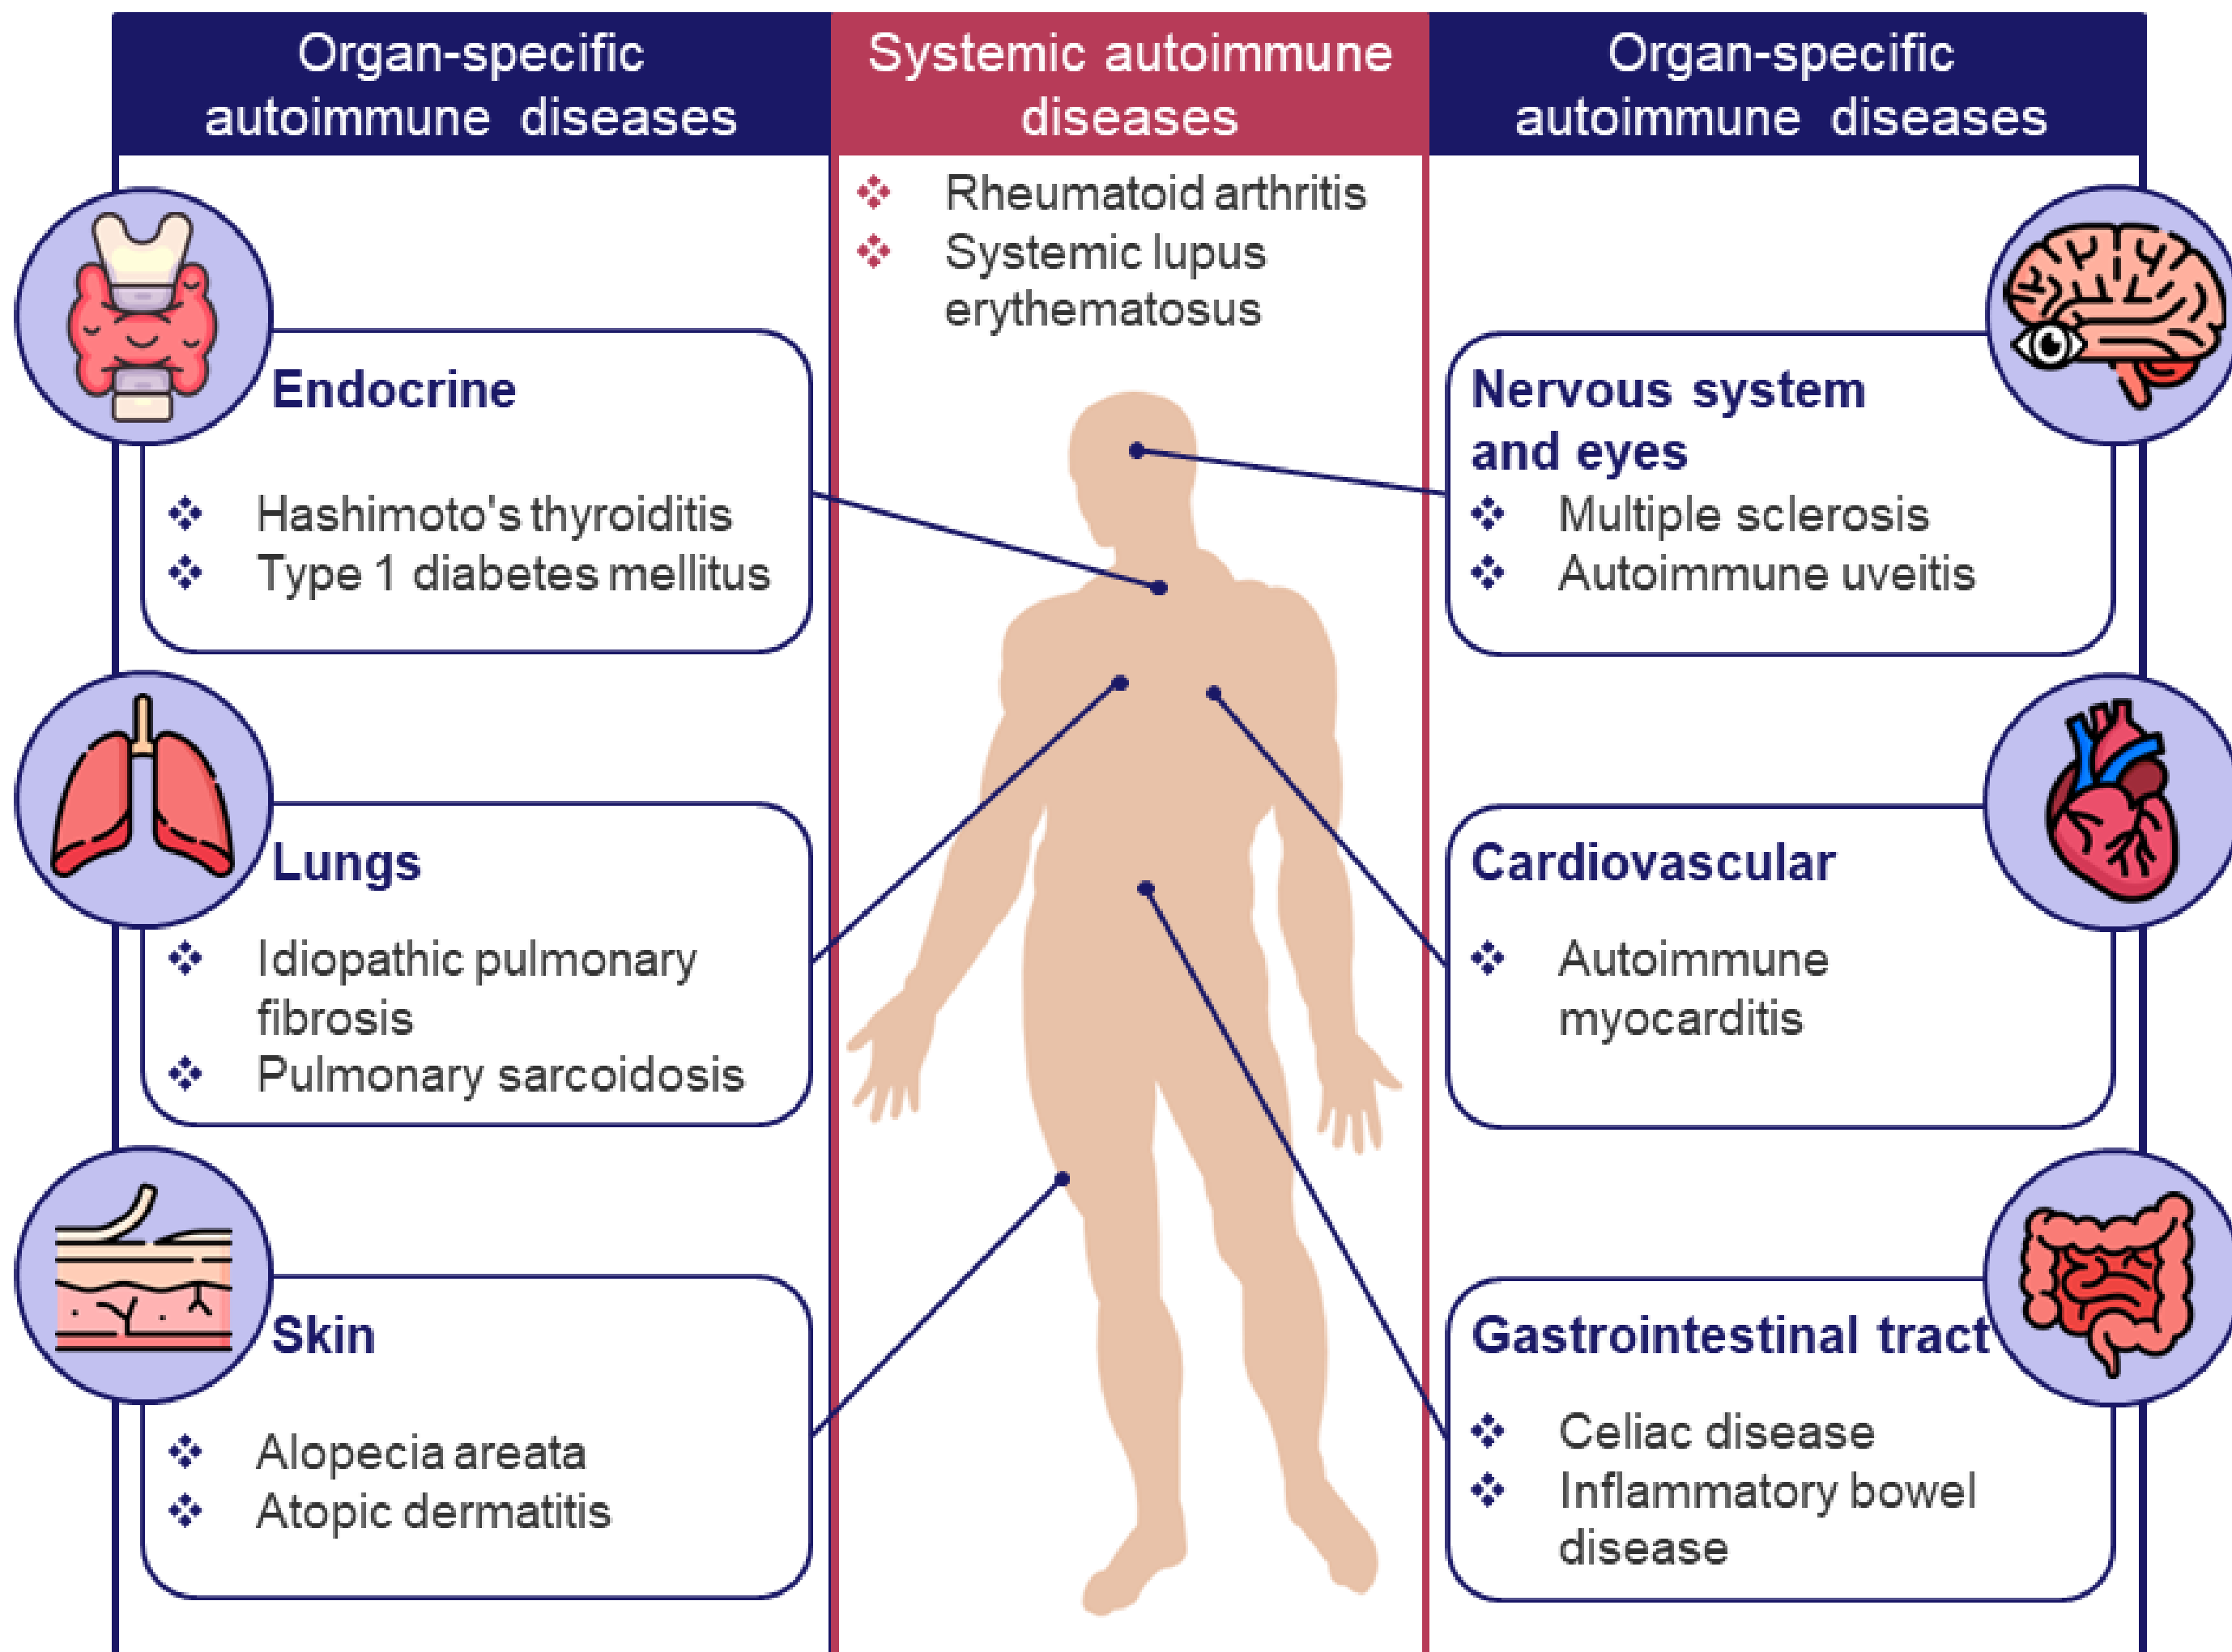 Organ-specific
autoimmune diseases
Systemic autoimmune
diseases
Organ-specific
autoimmune diseases
Rheumatoid arthritis
Systemic lupus
erythematosus
Endocrine
Hashimoto's thyroiditis
Type 1 diabetes mellitus
Lungs
Idiopathic pulmonary
fibrosis
Pulmonary sarcoidosis
Skin
Alopecia areata
Atopic dermatitis
Nervous system
and eyes
Multiple sclerosis
Autoimmune uveitis
Cardiovascular
Autoimmune
myocarditis
Gastrointestinal tract
Celiac disease
Inflammatory bowel
disease